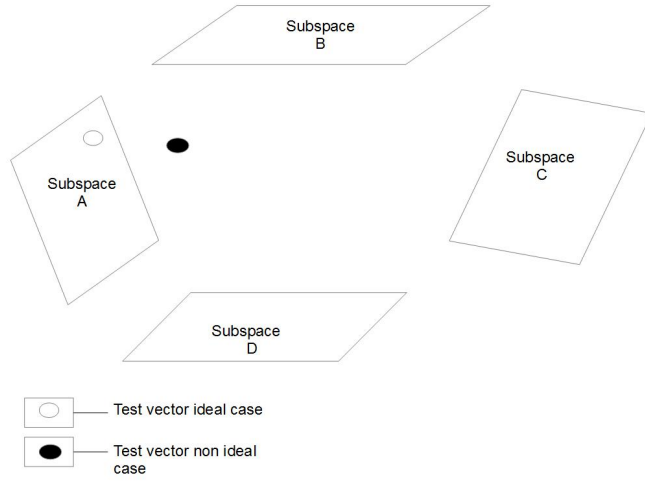 Subspace
B
Subspace
A
Subspace
C
Subspace
D
Test vector ideal case
Test vector non ideal
case